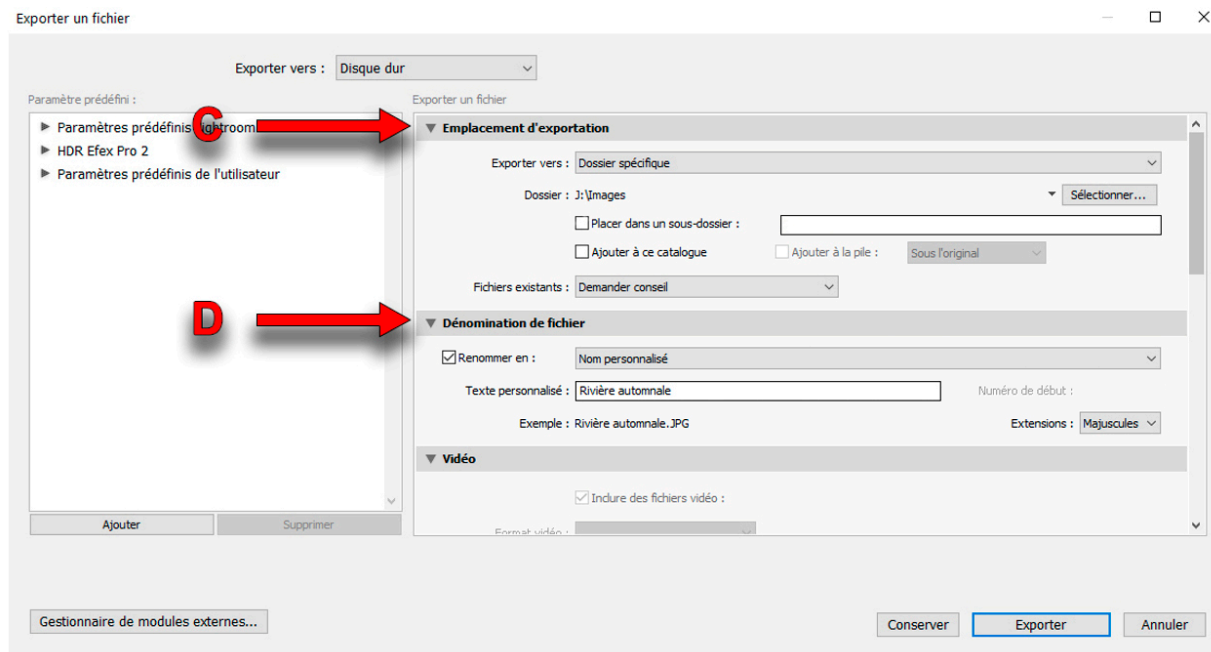 Exporter un fichier
Exporter vers : Disque dur
Paramètre prédéfini :
Exporter un fichier
Paramètres prédéfinis Lightroom
HDR Efex Pro 2
Paramètres prédéfinis de l'utilisateur
C
D
Emplacement d'exportation
Exporter vers : Dossier spécifique
Dossier : J:\Images Sélectionner...
Placer dans un sous-dossier :
Ajouter à ce catalogue Ajouter à la pile : Sous l'original
Fichiers existants : Demander conseil
Dénomination de fichier
Renommer en : Nom personnalisé
Texte personnalisé : Rivière automnale Numéro de début :
Exemple : Rivière automnale.JPG Extensions : Majuscules
Vidéo
Inclure des fichiers vidéo :
Format vidéo :
Ajouter Supprimer
Gestionnaire de modules externes... Conserver Exporter Annuler